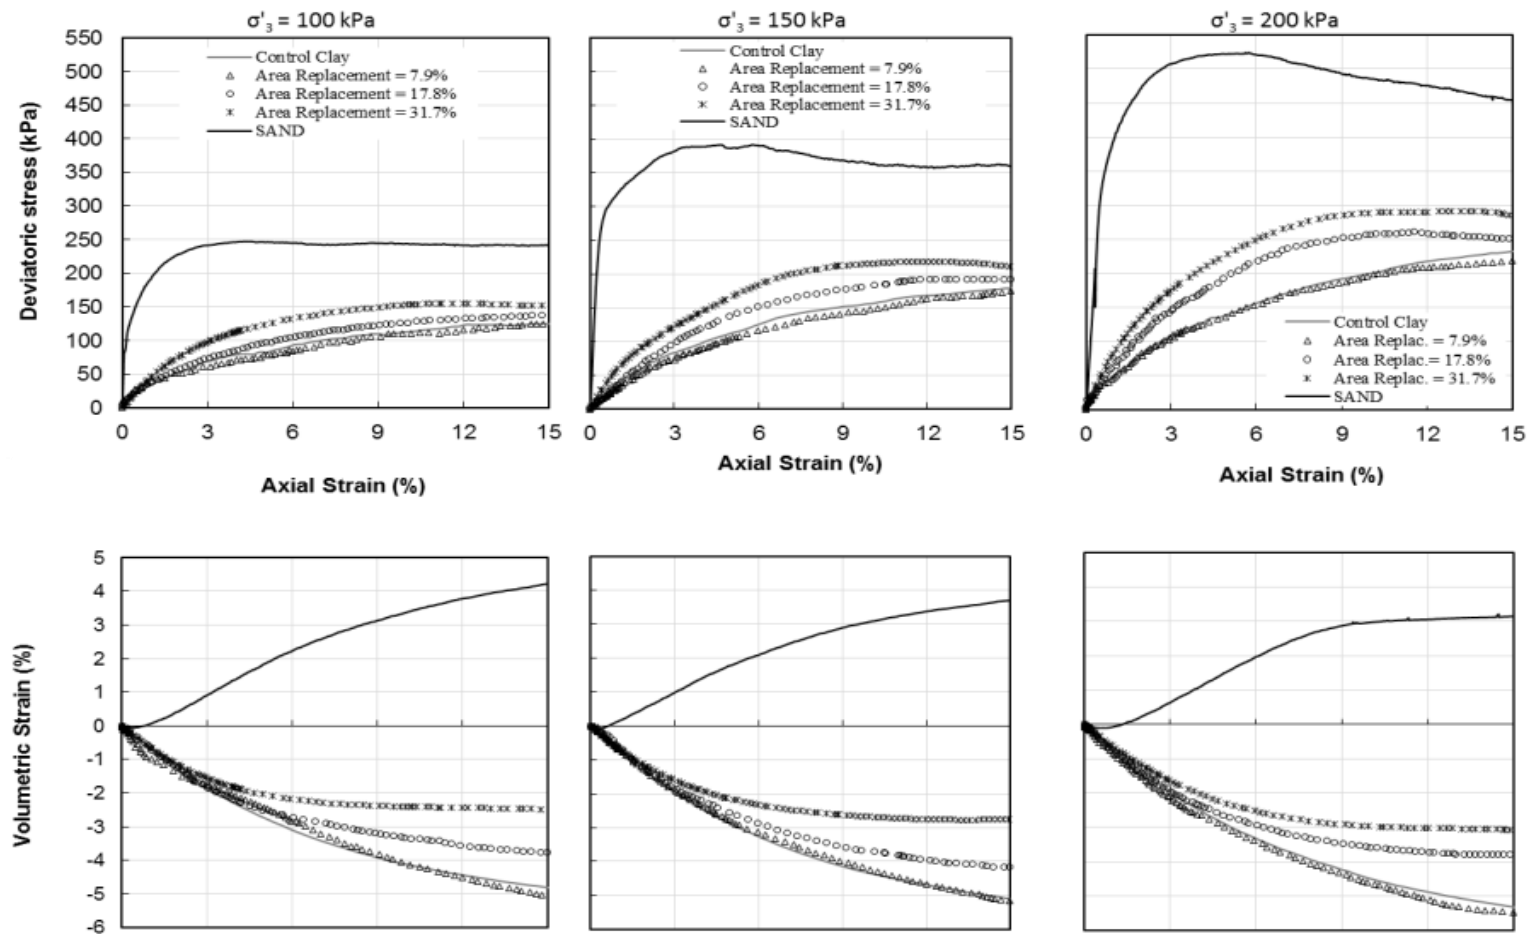 σ'3 = 100 kPa
σ'3 = 150 kPa
σ'3 = 200 kPa
Deviatoric stress (kPa)
550
500
450
400
350
300
250
200
150
100
50
0
Control Clay
Area Replacement = 7.9%
Area Replacement = 17.8%
Area Replacement = 31.7%
SAND
0 3 6 9 12 15
Axial Strain (%)
Control Clay
Area Replacement = 7.9%
Area Replacement = 17.8%
Area Replacement = 31.7%
SAND
0 3 6 9 12 15
Axial Strain (%)
Control Clay
Area Replac. = 7.9%
Area Replac.= 17.8%
Area Replac. = 31.7%
SAND
0 3 6 9 12 15
Axial Strain (%)
Volumetric Strain (%)
5
4
3
2
1
0
-1
-2
-3
-4
-5
-6